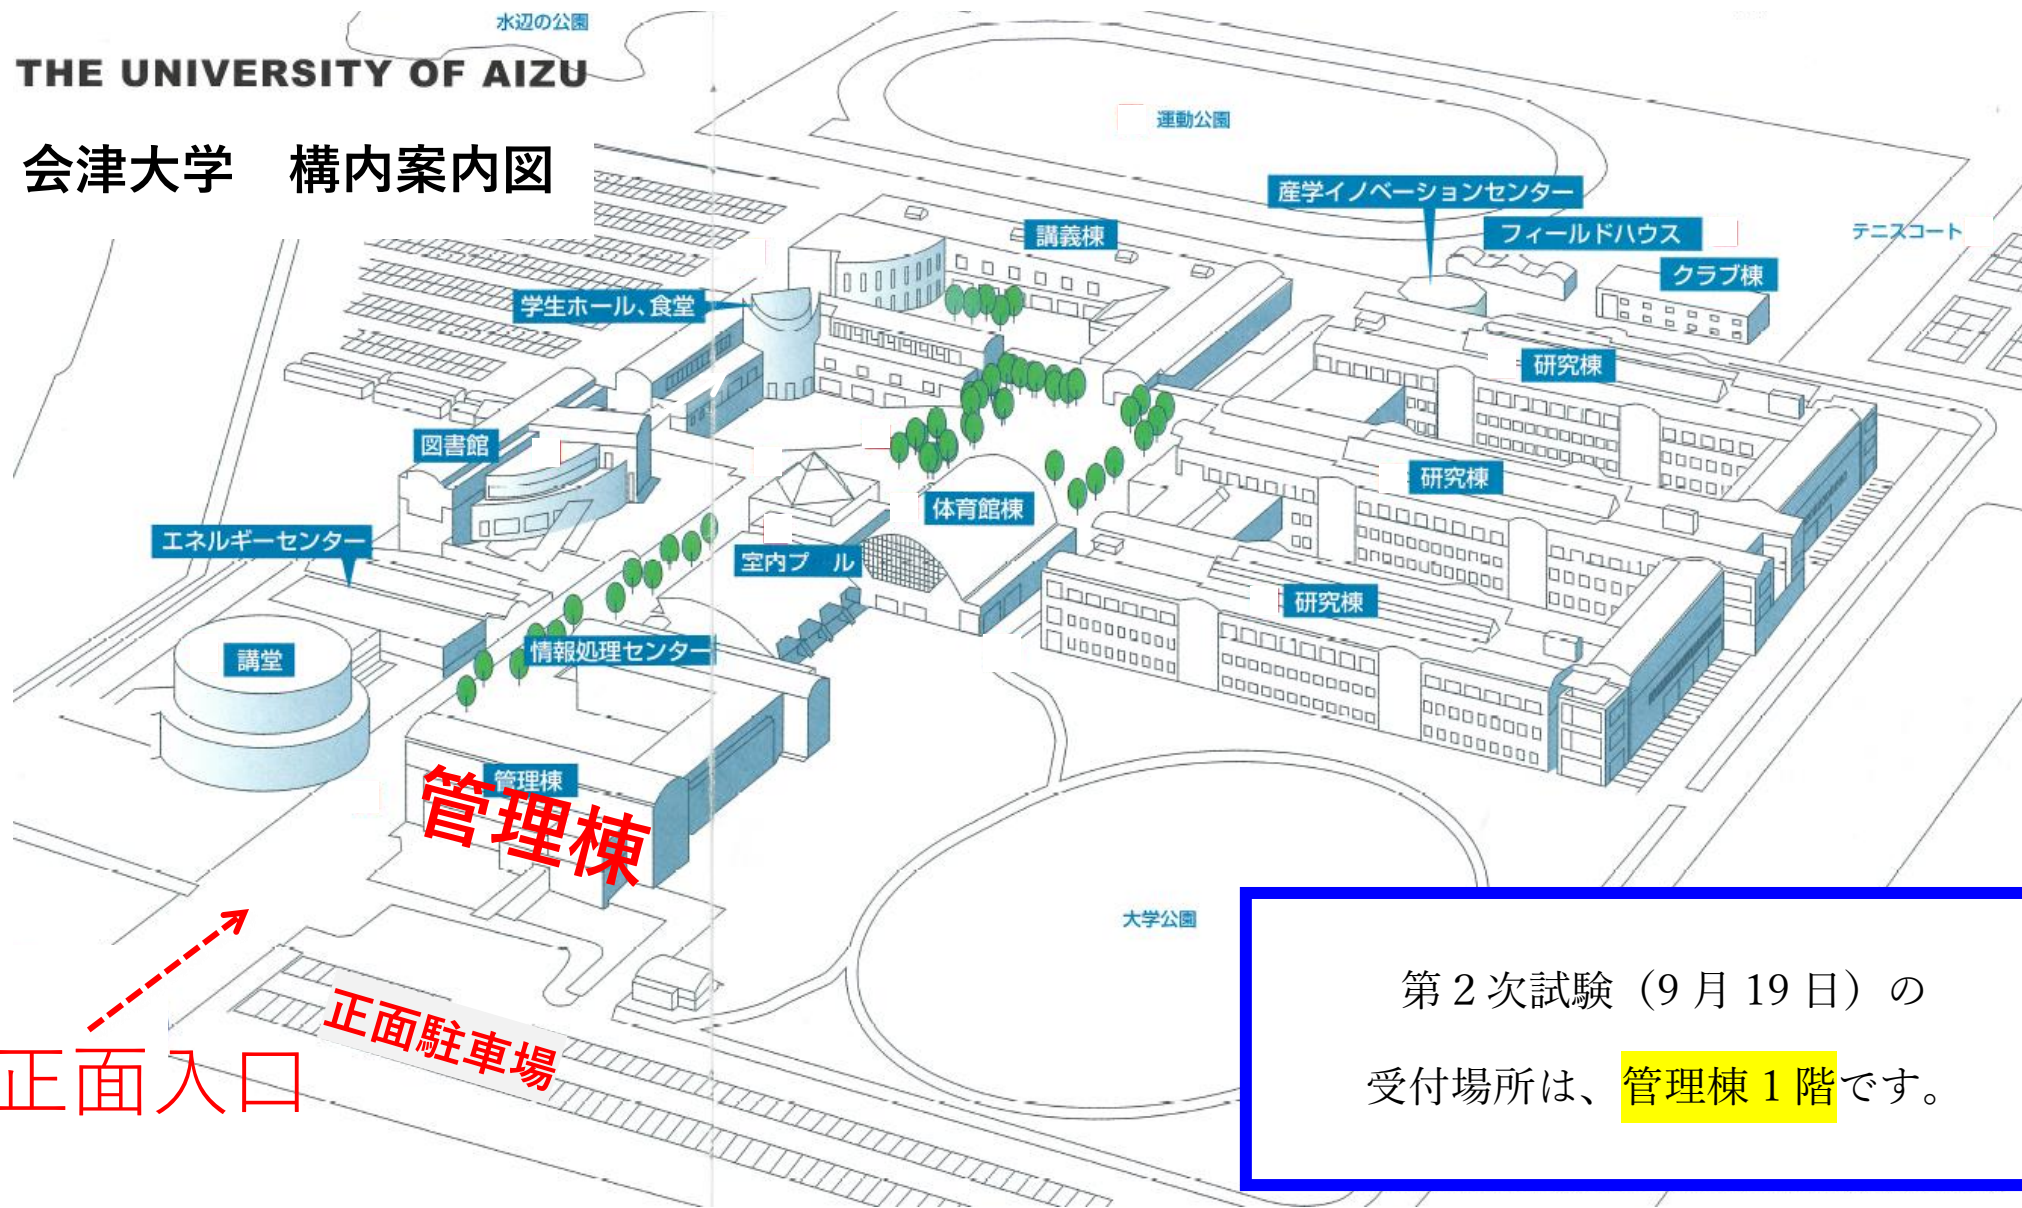 水辺の公園
THE UNIVERSITY OF AIZU
会津大学　構内案内図
運動公園
産学イノベーションセンター
フィールドハウス
テニスコート
講義棟
クラブ棟
学生ホール、食堂
研究棟
図書館
研究棟
体育館棟
エネルギーセンター
室内プ　ル
研究棟
講堂
情報処理センター
管理棟
管理棟
大学公園
正面駐車場
正面入口
第２次試験（9 月 19 日）の
受付場所は、管理棟 1 階です。